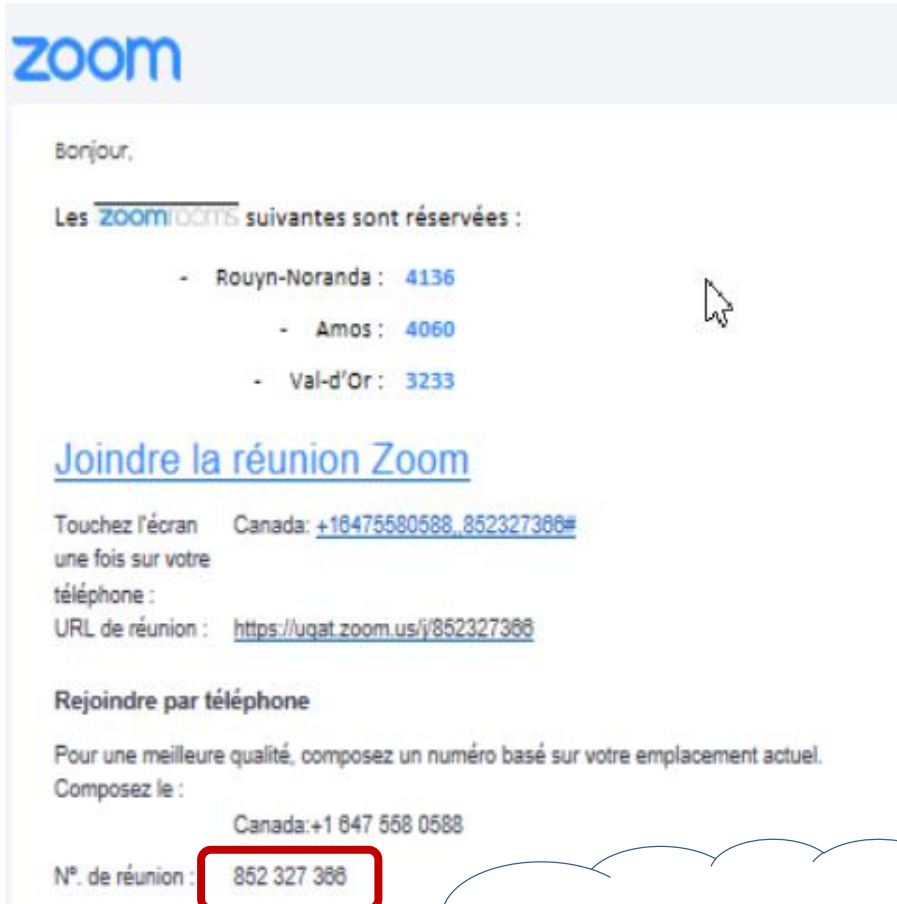 zoom
Bonjour,
Les zoomrooms suivantes sont réservées :
- Rouyn-Noranda : 4136
- Amos : 4060
- Val-d'Or : 3233
Joindre la réunion Zoom
Touchez l'écran Canada: +16475580588,,852327366#
une fois sur votre
téléphone :
URL de réunion : https://uqat.zoom.us/j/852327366
Rejoindre par téléphone
Pour une meilleure qualité, composez un numéro basé sur votre emplacement actuel.
Composez le :
Canada:+1 647 558 0588
N°. de réunion : 852 327 366